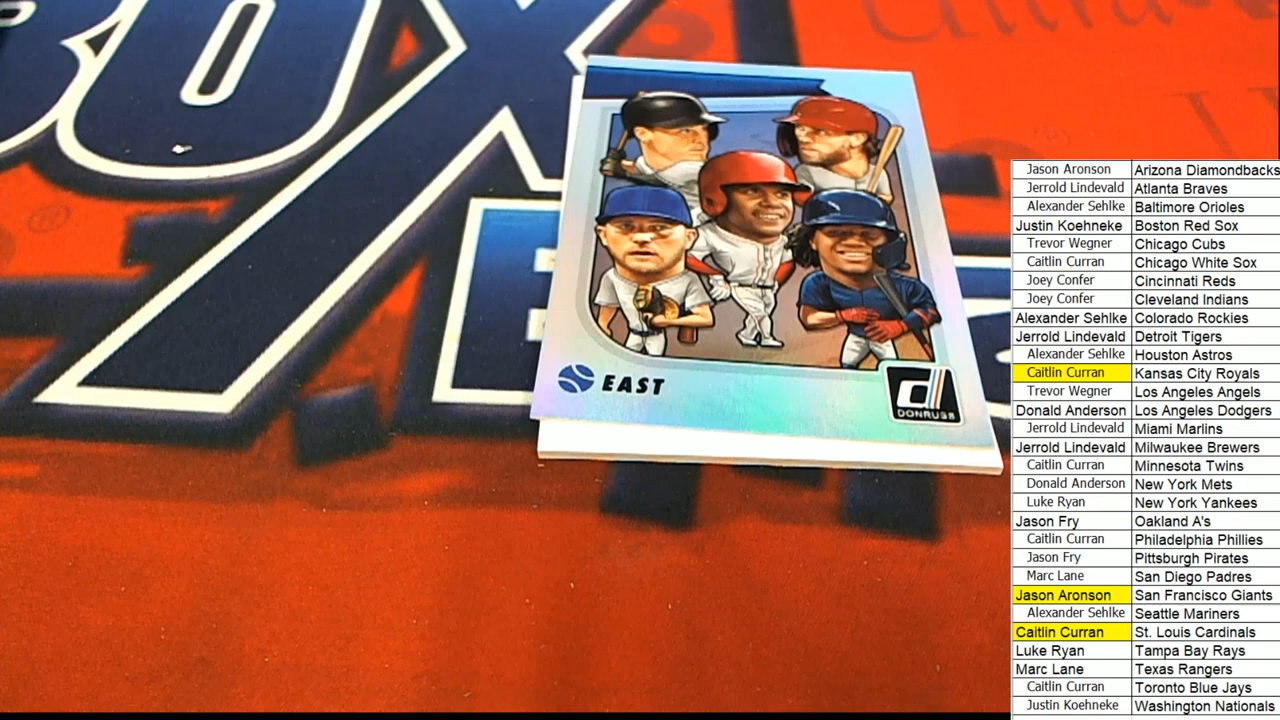 BOX
EAST
d
DONRUSS
Jason Aronson Arizona Diamondbacks
Jerrold Lindevald Atlanta Braves
Alexander Sehlke Baltimore Orioles
Justin Koehneke Boston Red Sox
Trevor Wegner Chicago Cubs
Caitlin Curran Chicago White Sox
Joey Confer Cincinnati Reds
Joey Confer Cleveland Indians
Alexander Sehlke Colorado Rockies
Jerrold Lindevald Detroit Tigers
Alexander Sehlke Houston Astros
Caitlin Curran Kansas City Royals
Trevor Wegner Los Angeles Angels
Donald Anderson Los Angeles Dodgers
Jerrold Lindevald Miami Marlins
Jerrold Lindevald Milwaukee Brewers
Caitlin Curran Minnesota Twins
Donald Anderson New York Mets
Luke Ryan New York Yankees
Jason Fry Oakland A's
Caitlin Curran Philadelphia Phillies
Jason Fry Pittsburgh Pirates
Marc Lane San Diego Padres
Jason Aronson San Francisco Giants
Alexander Sehlke Seattle Mariners
Caitlin Curran St. Louis Cardinals
Luke Ryan Tampa Bay Rays
Marc Lane Texas Rangers
Caitlin Curran Toronto Blue Jays
Justin Koehneke Washington Nationals